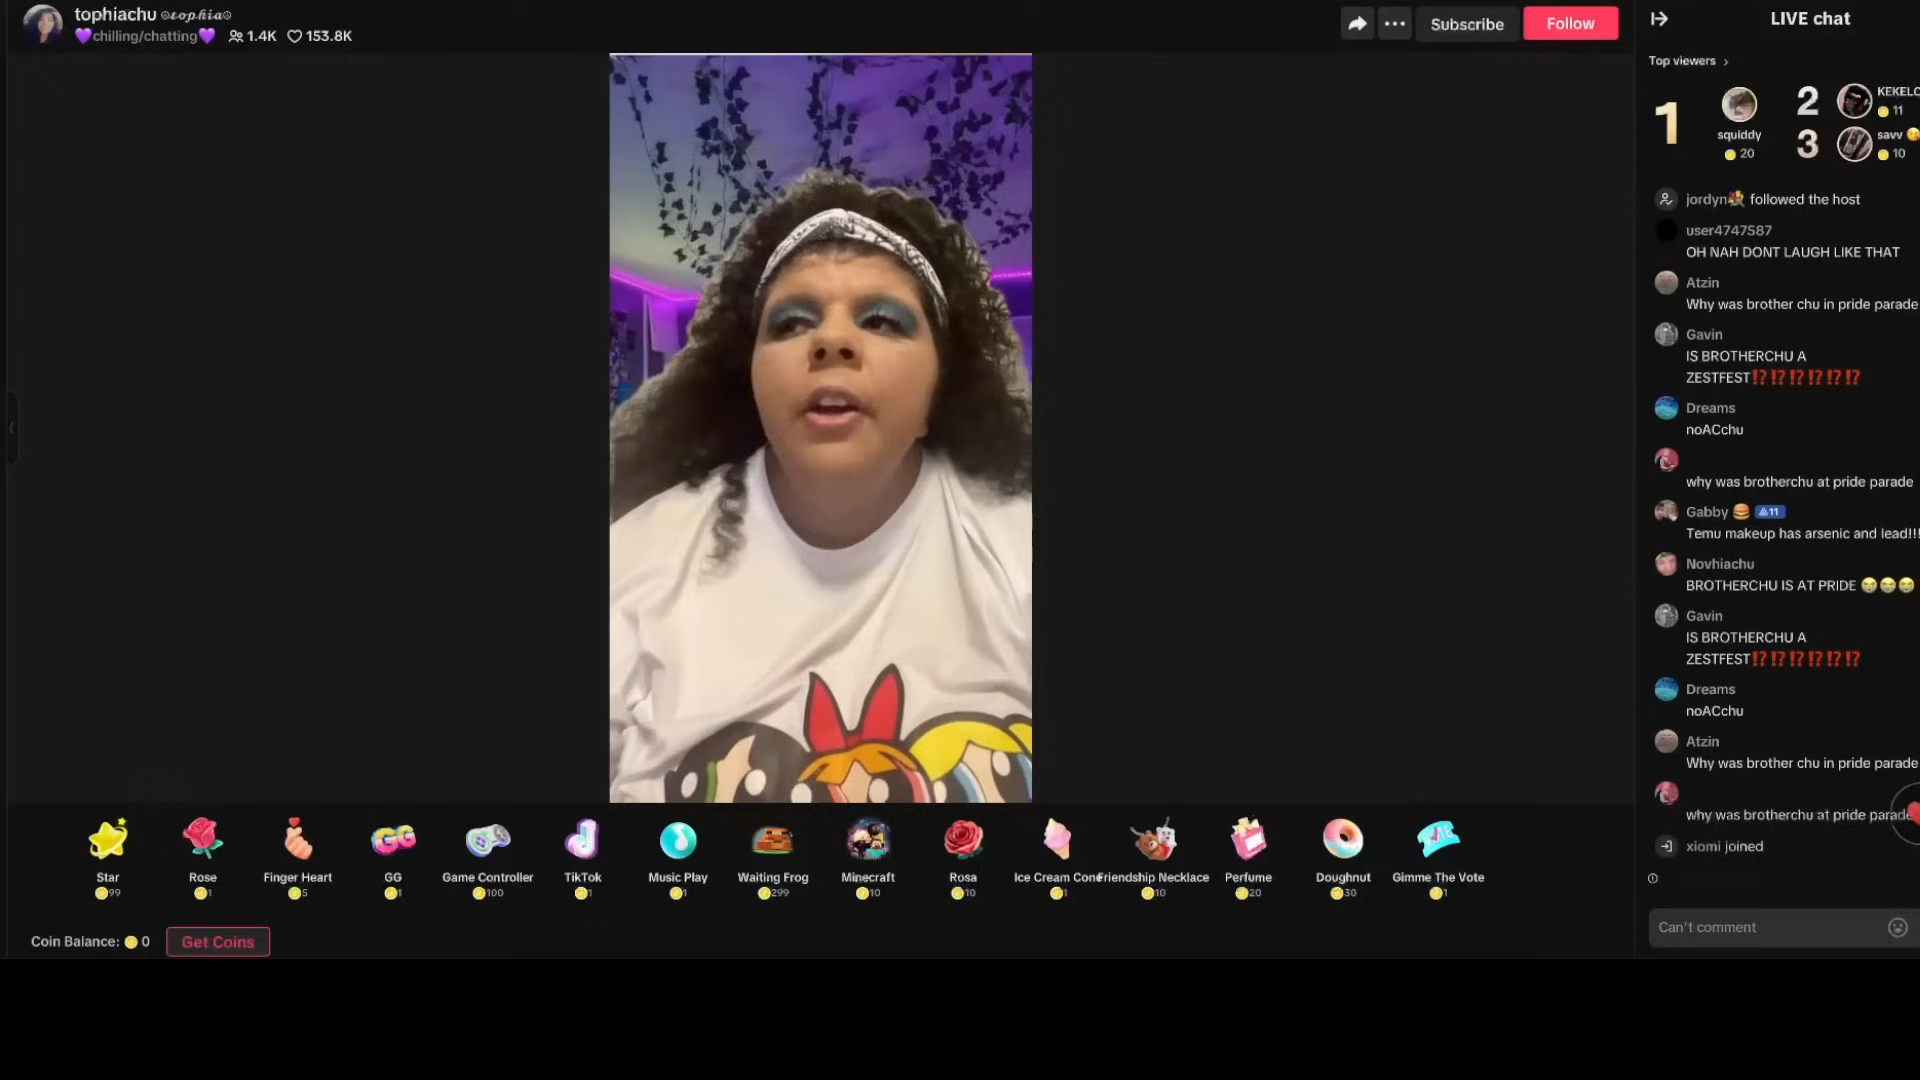 tophiachu ☺𝓽𝓸𝓹𝓱𝓲𝓪☺
💜chilling/chatting💜 1.4K 153.8K
Subscribe
Follow
LIVE chat
Top viewers >
1
squiddy
20
2
KEKELC
11
3
savv 😋
10
jordyn💐 followed the host
user4747587
OH NAH DONT LAUGH LIKE THAT
Atzin
Why was brother chu in pride parade
Gavin
IS BROTHERCHU A
ZESTFEST⁉️⁉️⁉️⁉️⁉️⁉️
Dreams
noACchu
why was brotherchu at pride parade
Gabby 🍔 11
Temu makeup has arsenic and lead!!!
Novhiachu
BROTHERCHU IS AT PRIDE 😭😭😭
Gavin
IS BROTHERCHU A
ZESTFEST⁉️⁉️⁉️⁉️⁉️⁉️
Dreams
noACchu
Atzin
Why was brother chu in pride parade
why was brotherchu at pride parade
xiomi joined
Can't comment
GG
Star
99
Rose
1
Finger Heart
5
GG
1
Game Controller
100
TikTok
1
Music Play
1
Waiting Frog
299
Minecraft
10
Rosa
10
Ice Cream Cone
1
Friendship Necklace
10
Perfume
20
Doughnut
30
Gimme The Vote
1
Coin Balance: 0
Get Coins